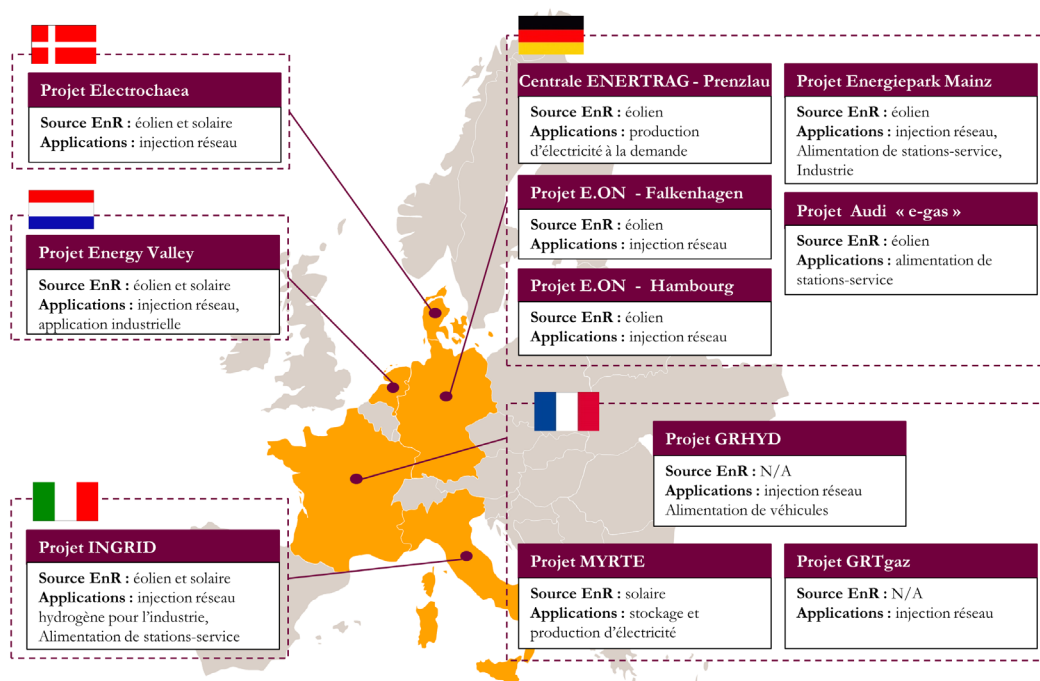 Projet Electrochaea
Source EnR : éolien et solaire
Applications : injection réseau
Projet Energy Valley
Source EnR : éolien et solaire
Applications : injection réseau,
application industrielle
Projet INGRID
Source EnR : éolien et solaire
Applications : injection réseau
hydrogène pour l'industrie,
Alimentation de stations-service
Centrale ENERTRAG - Prenzlau
Source EnR : éolien
Applications : production
d'électricité à la demande
Projet E.ON - Falkenhagen
Source EnR : éolien
Applications : injection réseau
Projet E.ON - Hambourg
Source EnR : éolien
Applications : injection réseau
Projet Energiepark Mainz
Source EnR : éolien
Applications : injection réseau,
Alimentation de stations-service,
Industrie
Projet Audi « e-gas »
Source EnR : éolien
Applications : alimentation de
stations-service
Projet GRHYD
Source EnR : N/A
Applications : injection réseau
Alimentation de véhicules
Projet MYRTE
Source EnR : solaire
Applications : stockage et
production d'électricité
Projet GRTgaz
Source EnR : N/A
Applications : injection réseau